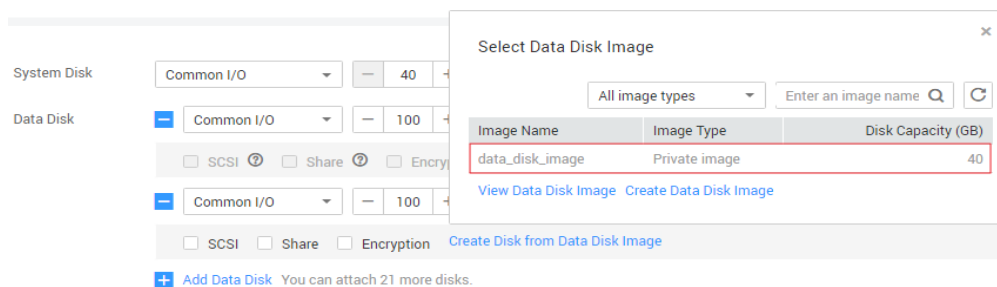 Select Data Disk Image
All image types
Enter an image name
Image Name Image Type Disk Capacity (GB)
data_disk_image Private image 40
View Data Disk Image Create Data Disk Image
System Disk Common I/O 40
Data Disk Common I/O 100
SCSI Share
Common I/O 100
SCSI Share Encryption Create Disk from Data Disk Image
Add Data Disk You can attach 21 more disks.